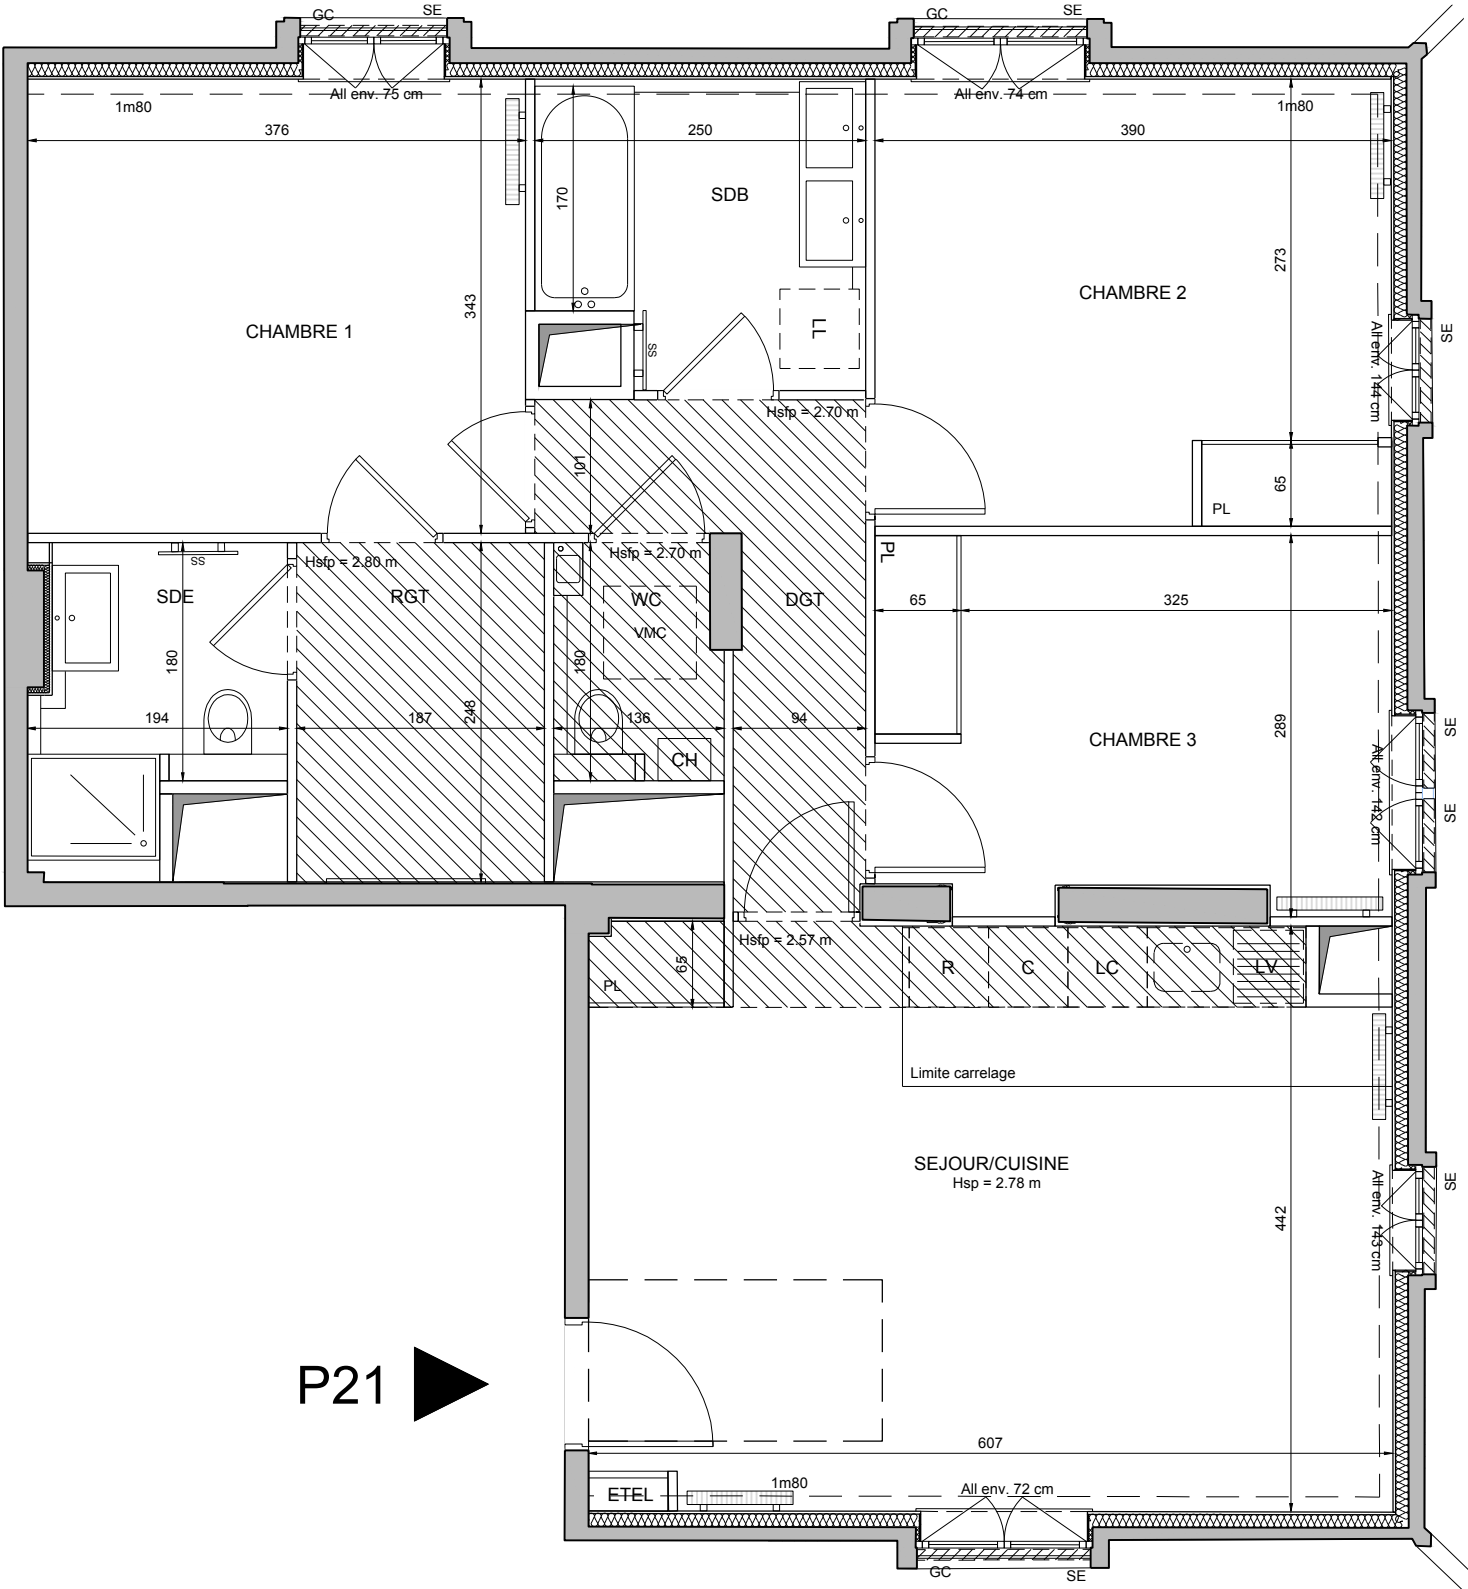 GC
SE
GC
SE
All env. 75 cm
All env. 74 cm
1m80
1m80
376
250
390
170
SDB
343
273
CHAMBRE 2
CHAMBRE 1
LL
SS
All env. 144 cm
SE
Hsfp = 2.70 m
101
65
PL
Hsfp = 2.80 m
SS
Hsfp = 2.70 m
PL
SDE
RGT
WC
VMC
DGT
65
325
180
180
248
194
187
136
94
289
CHAMBRE 3
CH
SE
All env. 142 cm
SE
Hsfp = 2.57 m
65
PL
R
C
LC
LV
Limite carrelage
SEJOUR/CUISINE
Hsp = 2.78 m
442
All env. 143 cm
SE
P21
607
1m80
All env. 72 cm
ETEL
GC
SE